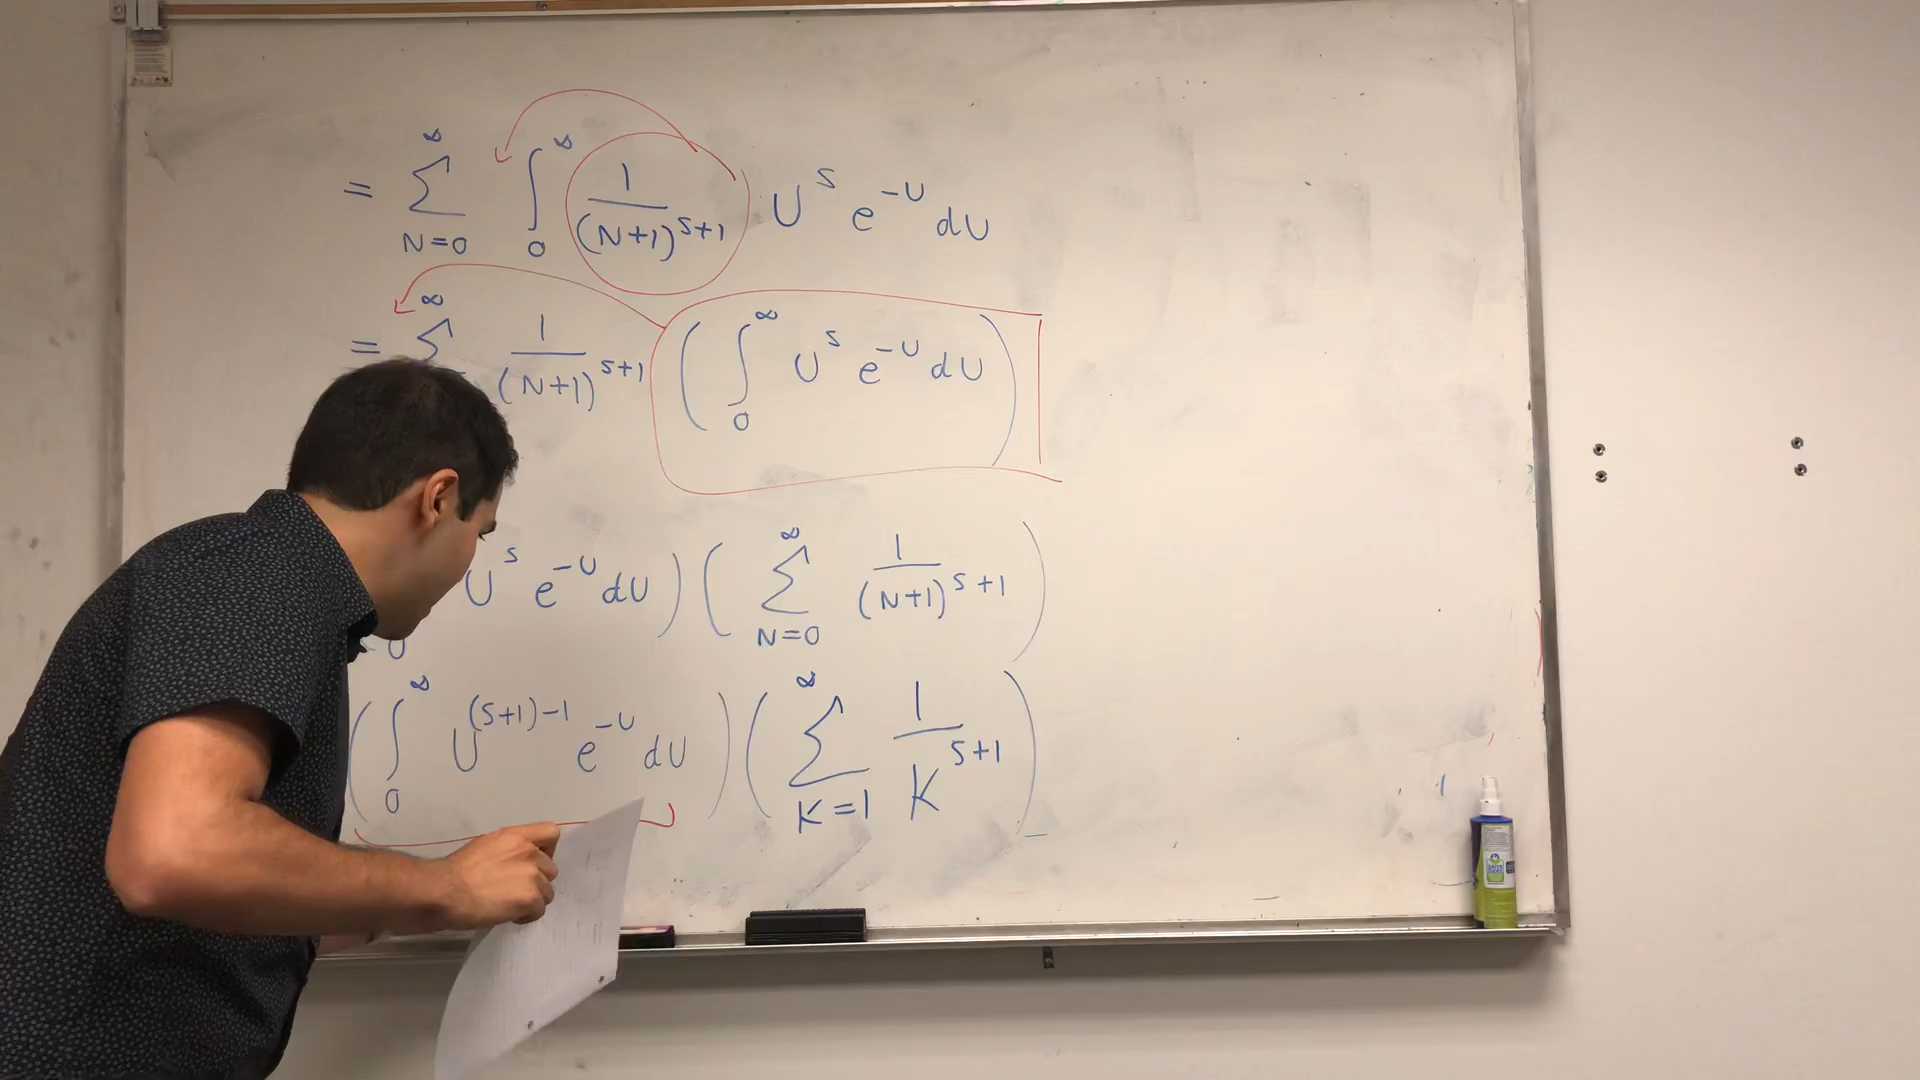 = ∑_{N=0}^{∞} ∫_0^∞ 1/(N+1)^{S+1} U^S e^{-U} dU
= ∑^{∞} 1/(N+1)^{S+1} (∫_0^∞ U^S e^{-U} dU)
U^S e^{-U} dU) (∑_{N=0}^{∞} 1/(N+1)^{S+1})
(∫_0^∞ U^{(S+1)-1} e^{-U} dU) (∑_{K=1}^{∞} 1/K^{S+1})